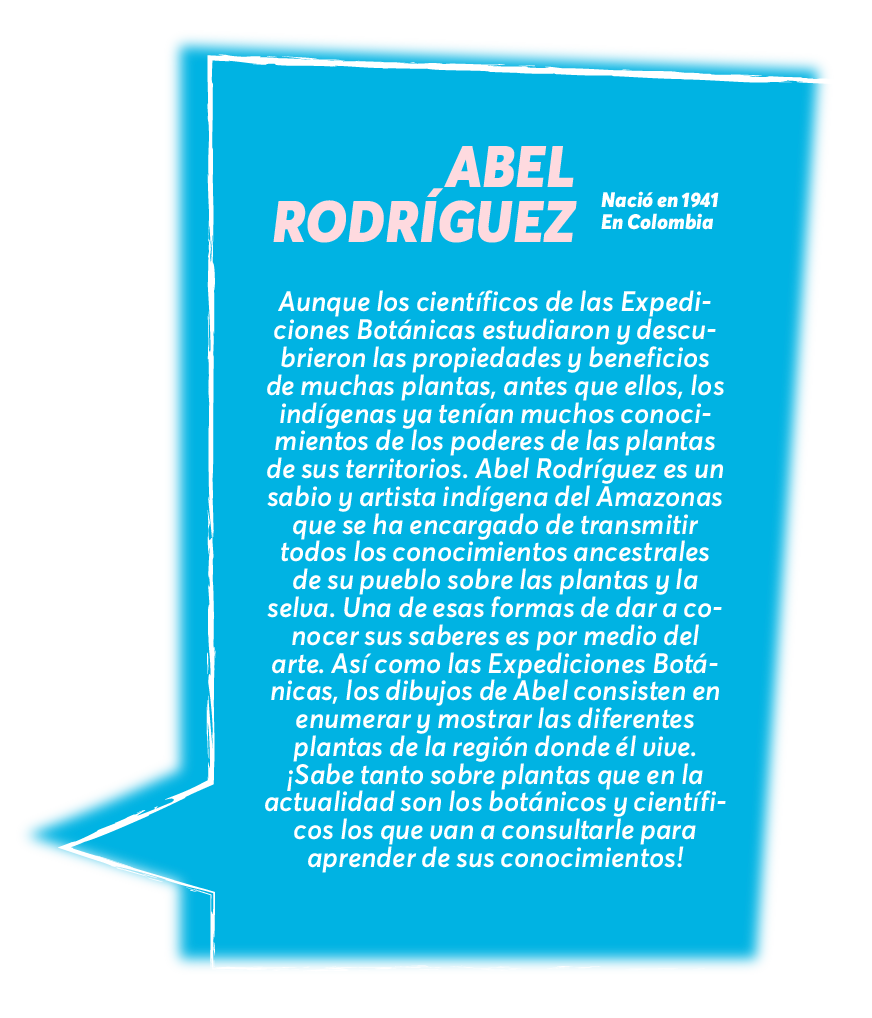 ABEL
RODRÍGUEZ
Nació en 1941
En Colombia
Aunque los científicos de las Expedi-
ciones Botánicas estudiaron y descu-
brieron las propiedades y beneficios
de muchas plantas, antes que ellos, los
indígenas ya tenían muchos conoci-
mientos de los poderes de las plantas
de sus territorios. Abel Rodríguez es un
sabio y artista indígena del Amazonas
que se ha encargado de transmitir
todos los conocimientos ancestrales
de su pueblo sobre las plantas y la
selva. Una de esas formas de dar a co-
nocer sus saberes es por medio del
arte. Así como las Expediciones Botá-
nicas, los dibujos de Abel consisten en
enumerar y mostrar las diferentes
plantas de la región donde él vive.
¡Sabe tanto sobre plantas que en la
actualidad son los botánicos y científi-
cos los que van a consultarle para
aprender de sus conocimientos!